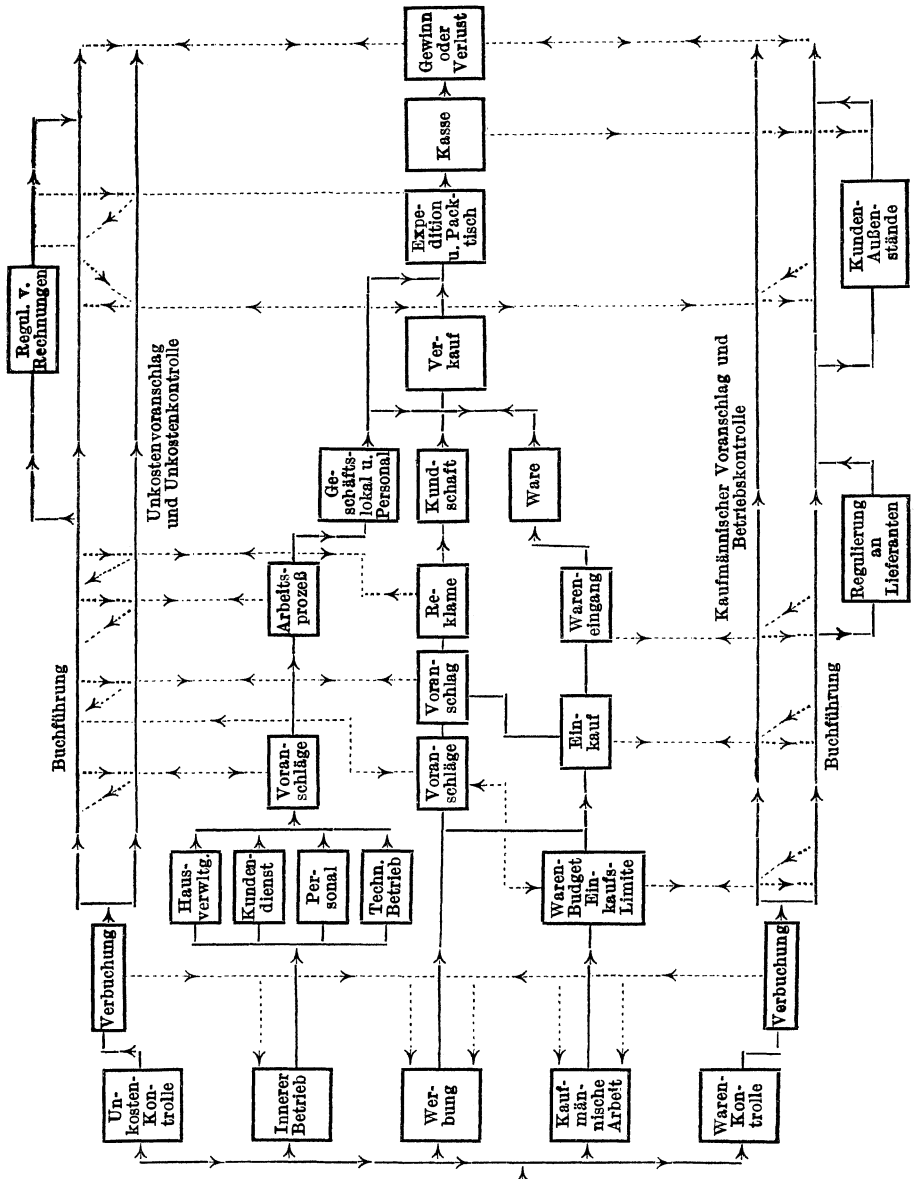 Un-
kosten-
Kon-
trolle
Innerer
Betrieb
Wer-
bung
Kauf-
män-
nische
Arbeit
Waren-
Kon-
trolle
Verbuchung
Verbuchung
Haus-
verwltg.
Kunden-
dienst
Per-
sonal
Techn.
Betrieb
Waren-
Budget
Ein-
kaufs-
Limite
Voran-
schläge
Voran-
schläge
Voran-
schlag
Ein-
kauf
Arbeits-
prozeß
Re-
klame
Waren-
eingang
Ge-
schäfts-
lokal u.
Personal
Kund-
schaft
Ware
Ver-
kauf
Expe-
dition
u. Pack-
tisch
Kasse
Gewinn
oder
Verlust
Regul. v.
Rechnungen
Buchführung
Unkostenvoranschlag
und Unkostenkontrolle
Kaufmännischer Voranschlag und
Betriebskontrolle
Buchführung
Regulierung
an
Lieferanten
Kunden-
Außen-
stände